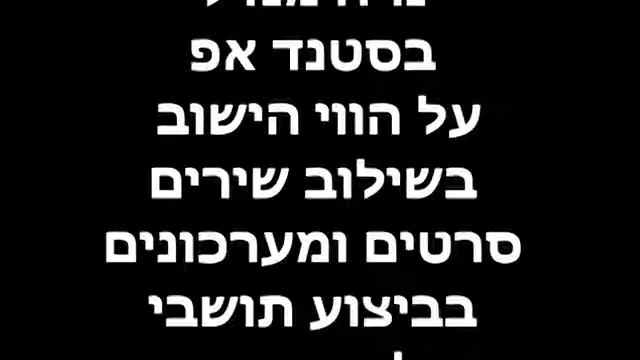 בסטנד אפ
על הווי הישוב
בשילוב שירים
סרטים ומערכונים
בביצוע תושבי